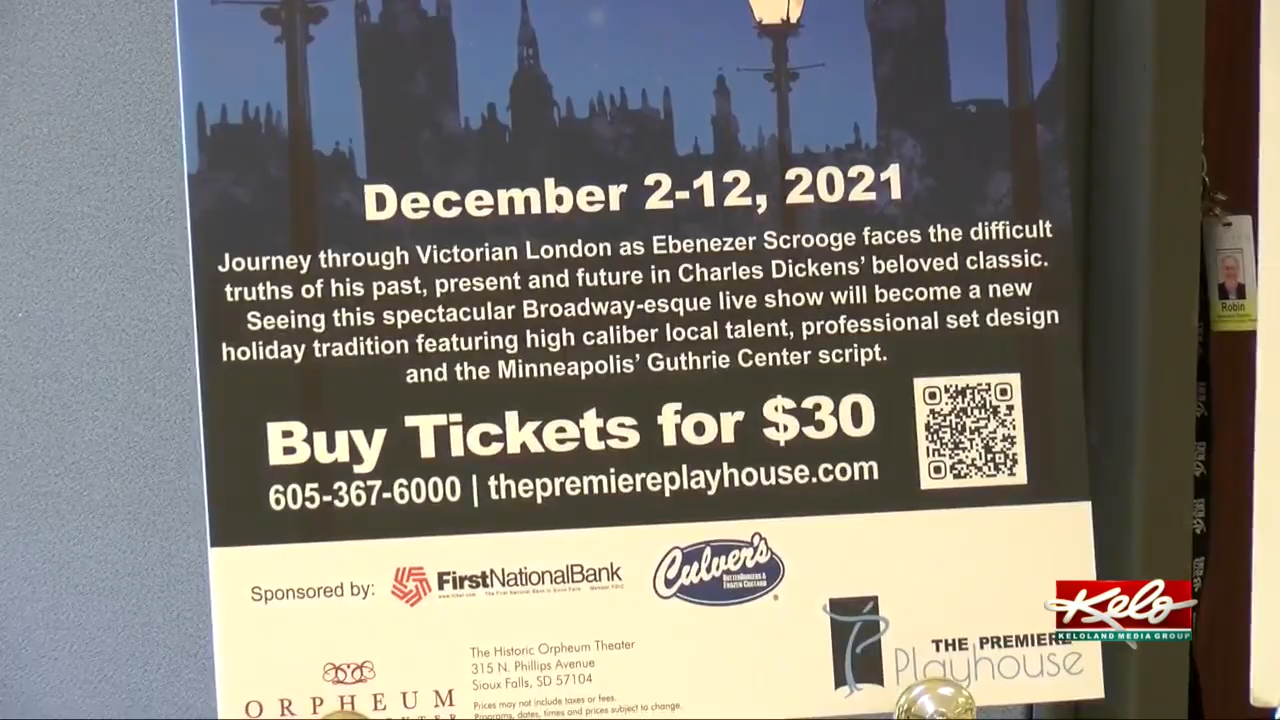 December 2-12, 2021
Journey through Victorian London as Ebenezer Scrooge faces the difficult
truths of his past, present and future in Charles Dickens’ beloved classic.
Seeing this spectacular Broadway-esque live show will become a new
holiday tradition featuring high caliber local talent, professional set design
and the Minneapolis’ Guthrie Center script.
Buy Tickets for $30
605-367-6000 | thepremiereplayhouse.com
Sponsored by:
FirstNationalBank
Culver's
ButterBurgers &
Frozen Custard
The Historic Orpheum Theater
315 N. Phillips Avenue
Sioux Falls, SD 57104
Prices may not include taxes or fees.
Programs, dates, times and prices subject to change.
ORPHEUM
THE PREMIERE
Playhouse
Robin
Kelo
KELOLAND MEDIA GROUP